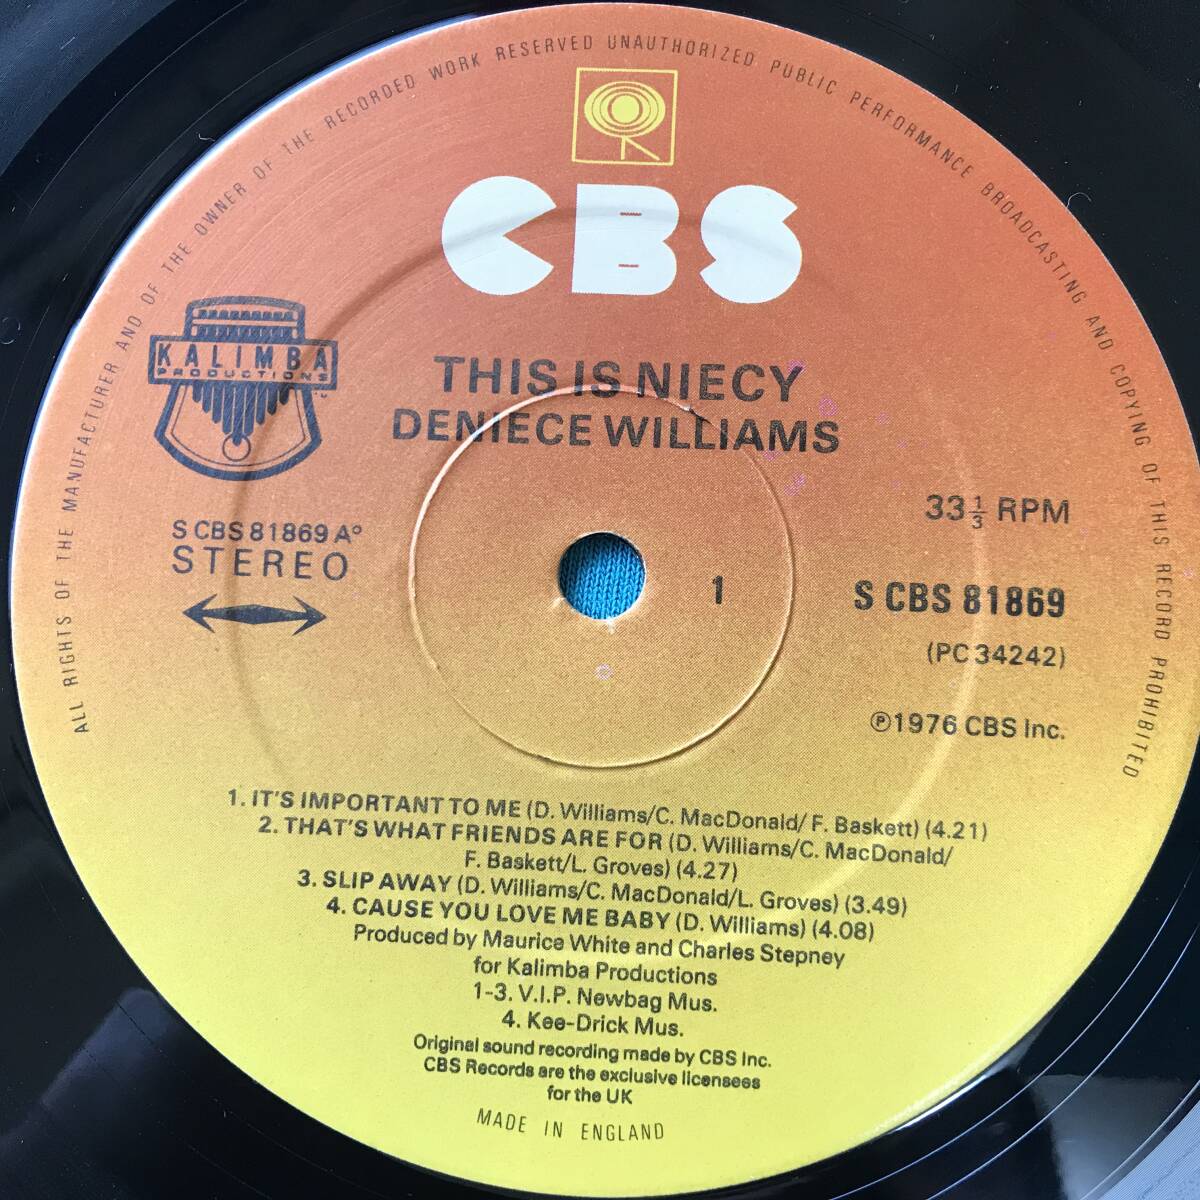 ALL RIGHTS OF THE MANUFACTURER AND OF THE OWNER OF THE RECORDED WORK RESERVED UNAUTHORIZED PUBLIC PERFORMANCE BROADCASTING AND COPYING OF THIS RECORD PROHIBITED
CBS
KALIMBA
PRODUCTIONS
THIS IS NIECY
DENIECE WILLIAMS
S CBS 81869 A°
STEREO
33⅓ RPM
1
S CBS 81869
(PC 34242)
℗1976 CBS Inc.
1. IT'S IMPORTANT TO ME (D. Williams/C. MacDonald/ F. Baskett) (4.21)
2. THAT'S WHAT FRIENDS ARE FOR (D. Williams/C. MacDonald/
F. Baskett/L. Groves) (4.27)
3. SLIP AWAY (D. Williams/C. MacDonald/L. Groves) (3.49)
4. CAUSE YOU LOVE ME BABY (D. Williams) (4.08)
Produced by Maurice White and Charles Stepney
for Kalimba Productions
1-3. V.I.P. Newbag Mus.
4. Kee-Drick Mus.
Original sound recording made by CBS Inc.
CBS Records are the exclusive licensees
for the UK
MADE IN ENGLAND